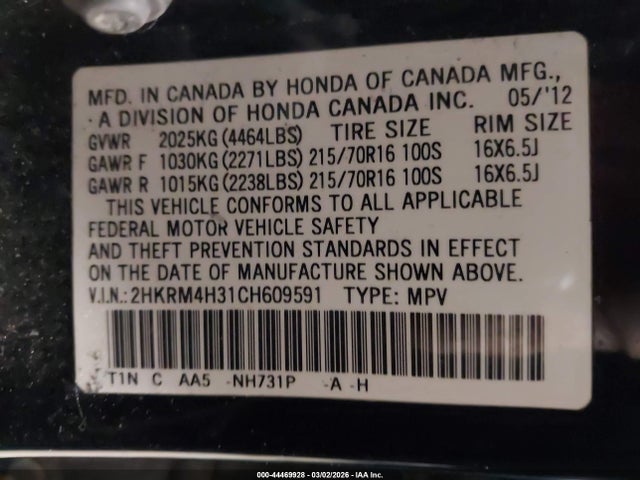 MFD. IN CANADA BY HONDA OF CANADA MFG.,
A DIVISION OF HONDA CANADA INC. 05/'12
GVWR 2025KG(4464LBS) TIRE SIZE RIM SIZE
GAWR F 1030KG(2271LBS) 215/70R16 100S 16X6.5J
GAWR R 1015KG(2238LBS) 215/70R16 100S 16X6.5J
THIS VEHICLE CONFORMS TO ALL APPLICABLE
FEDERAL MOTOR VEHICLE SAFETY
AND THEFT PREVENTION STANDARDS IN EFFECT
ON THE DATE OF MANUFACTURE SHOWN ABOVE.
V.I.N.: 2HKRM4H31CH609591 TYPE: MPV
T1N C AA5 -NH731P -A -H
000-44469928 - 03/02/2026 - IAA Inc.